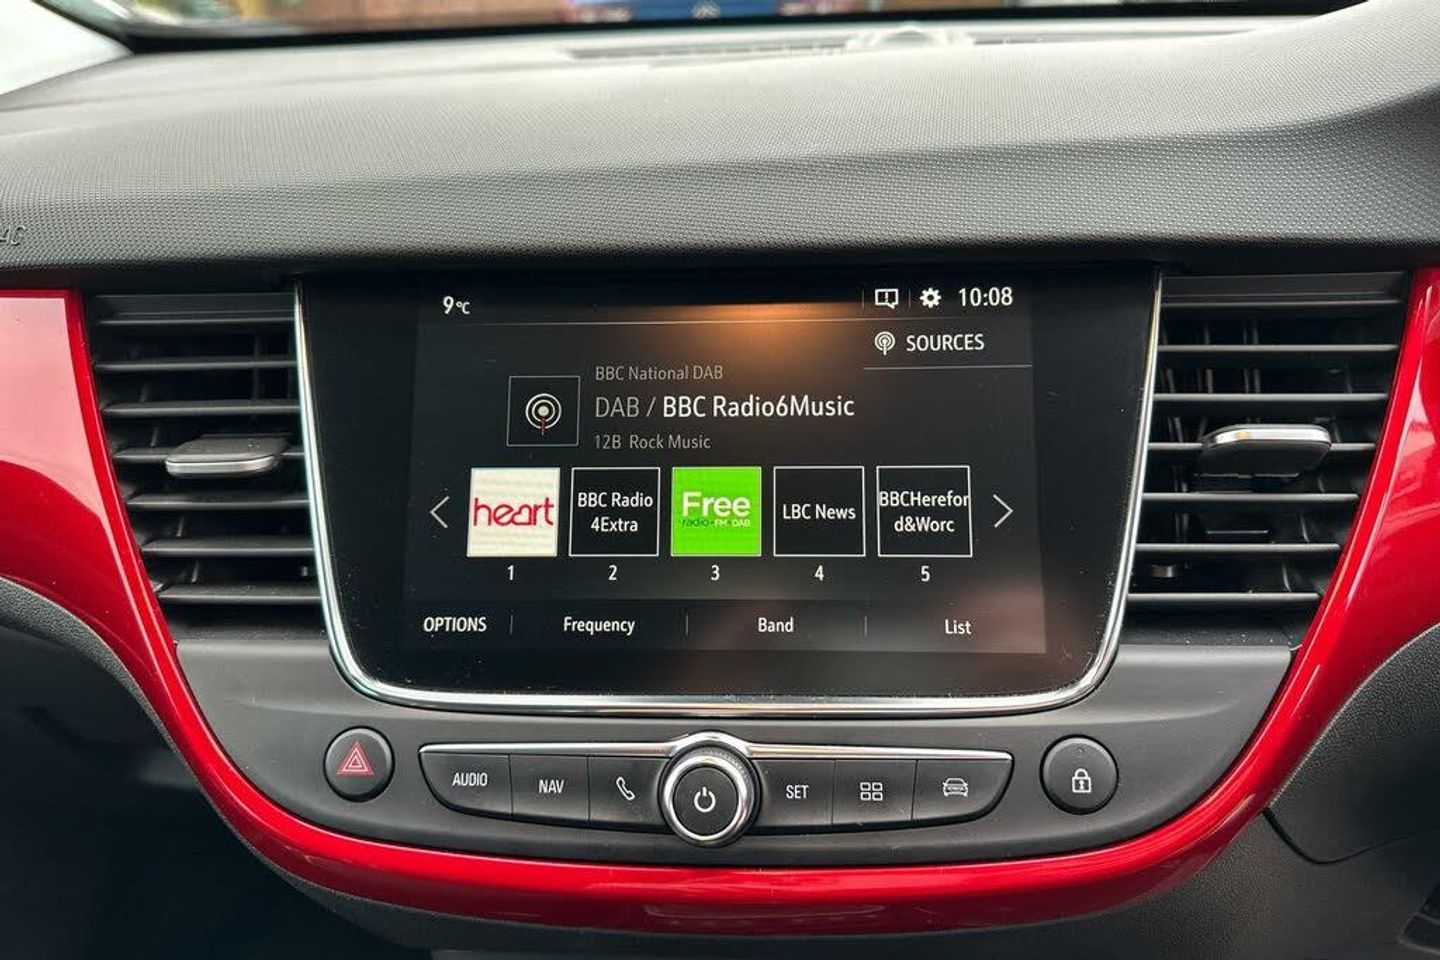 9°C
10:08
SOURCES
BBC National DAB
DAB / BBC Radio6Music
12B Rock Music
heart
BBC Radio
4Extra
Free
radio·FM·DAB
LBC News
BBCHerefor
d&Worc
1 2 3 4 5
OPTIONS Frequency Band List
AUDIO NAV SET